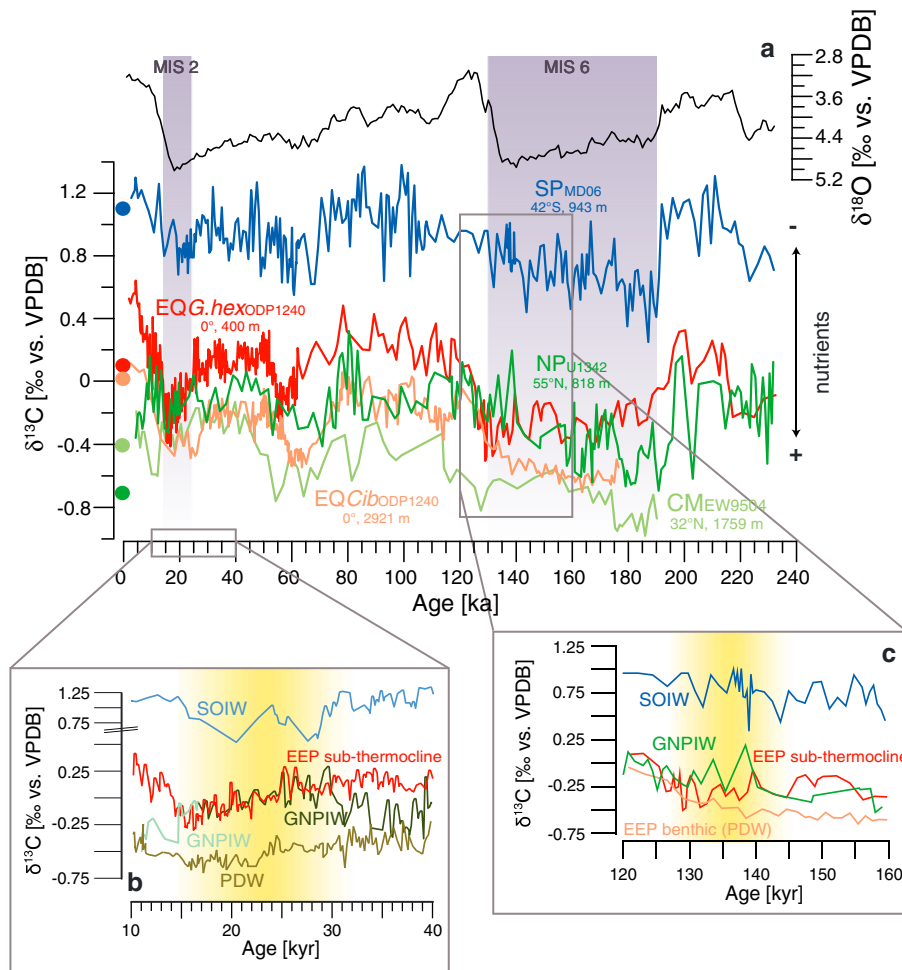 a
MIS 2
MIS 6
2.8
3.6
4.4
5.2
δ18O [‰ vs. VPDB]
1.2
0.8
0.4
0
-0.4
-0.8
δ13C [‰ vs. VPDB]
SPMD06
42°S, 943 m
-
nutrients
+
EQG.hexODP1240
0°, 400 m
NPU1342
55°N, 818 m
EQCibODP1240
0°, 2921 m
CMEW9504
32°N, 1759 m
0 20 40 60 80 100 120 140 160 180 200 220 240
Age [ka]
b
1.25
0.75
0.25
-0.25
-0.75
δ13C [‰ vs. VPDB]
SOIW
EEP sub-thermocline
GNPIW
GNPIW
PDW
10 20 30 40
Age [kyr]
c
1.25
0.75
0.25
-0.25
-0.75
δ13C [‰ vs. VPDB]
SOIW
GNPIW
EEP sub-thermocline
EEP benthic (PDW)
120 130 140 150 160
Age [kyr]